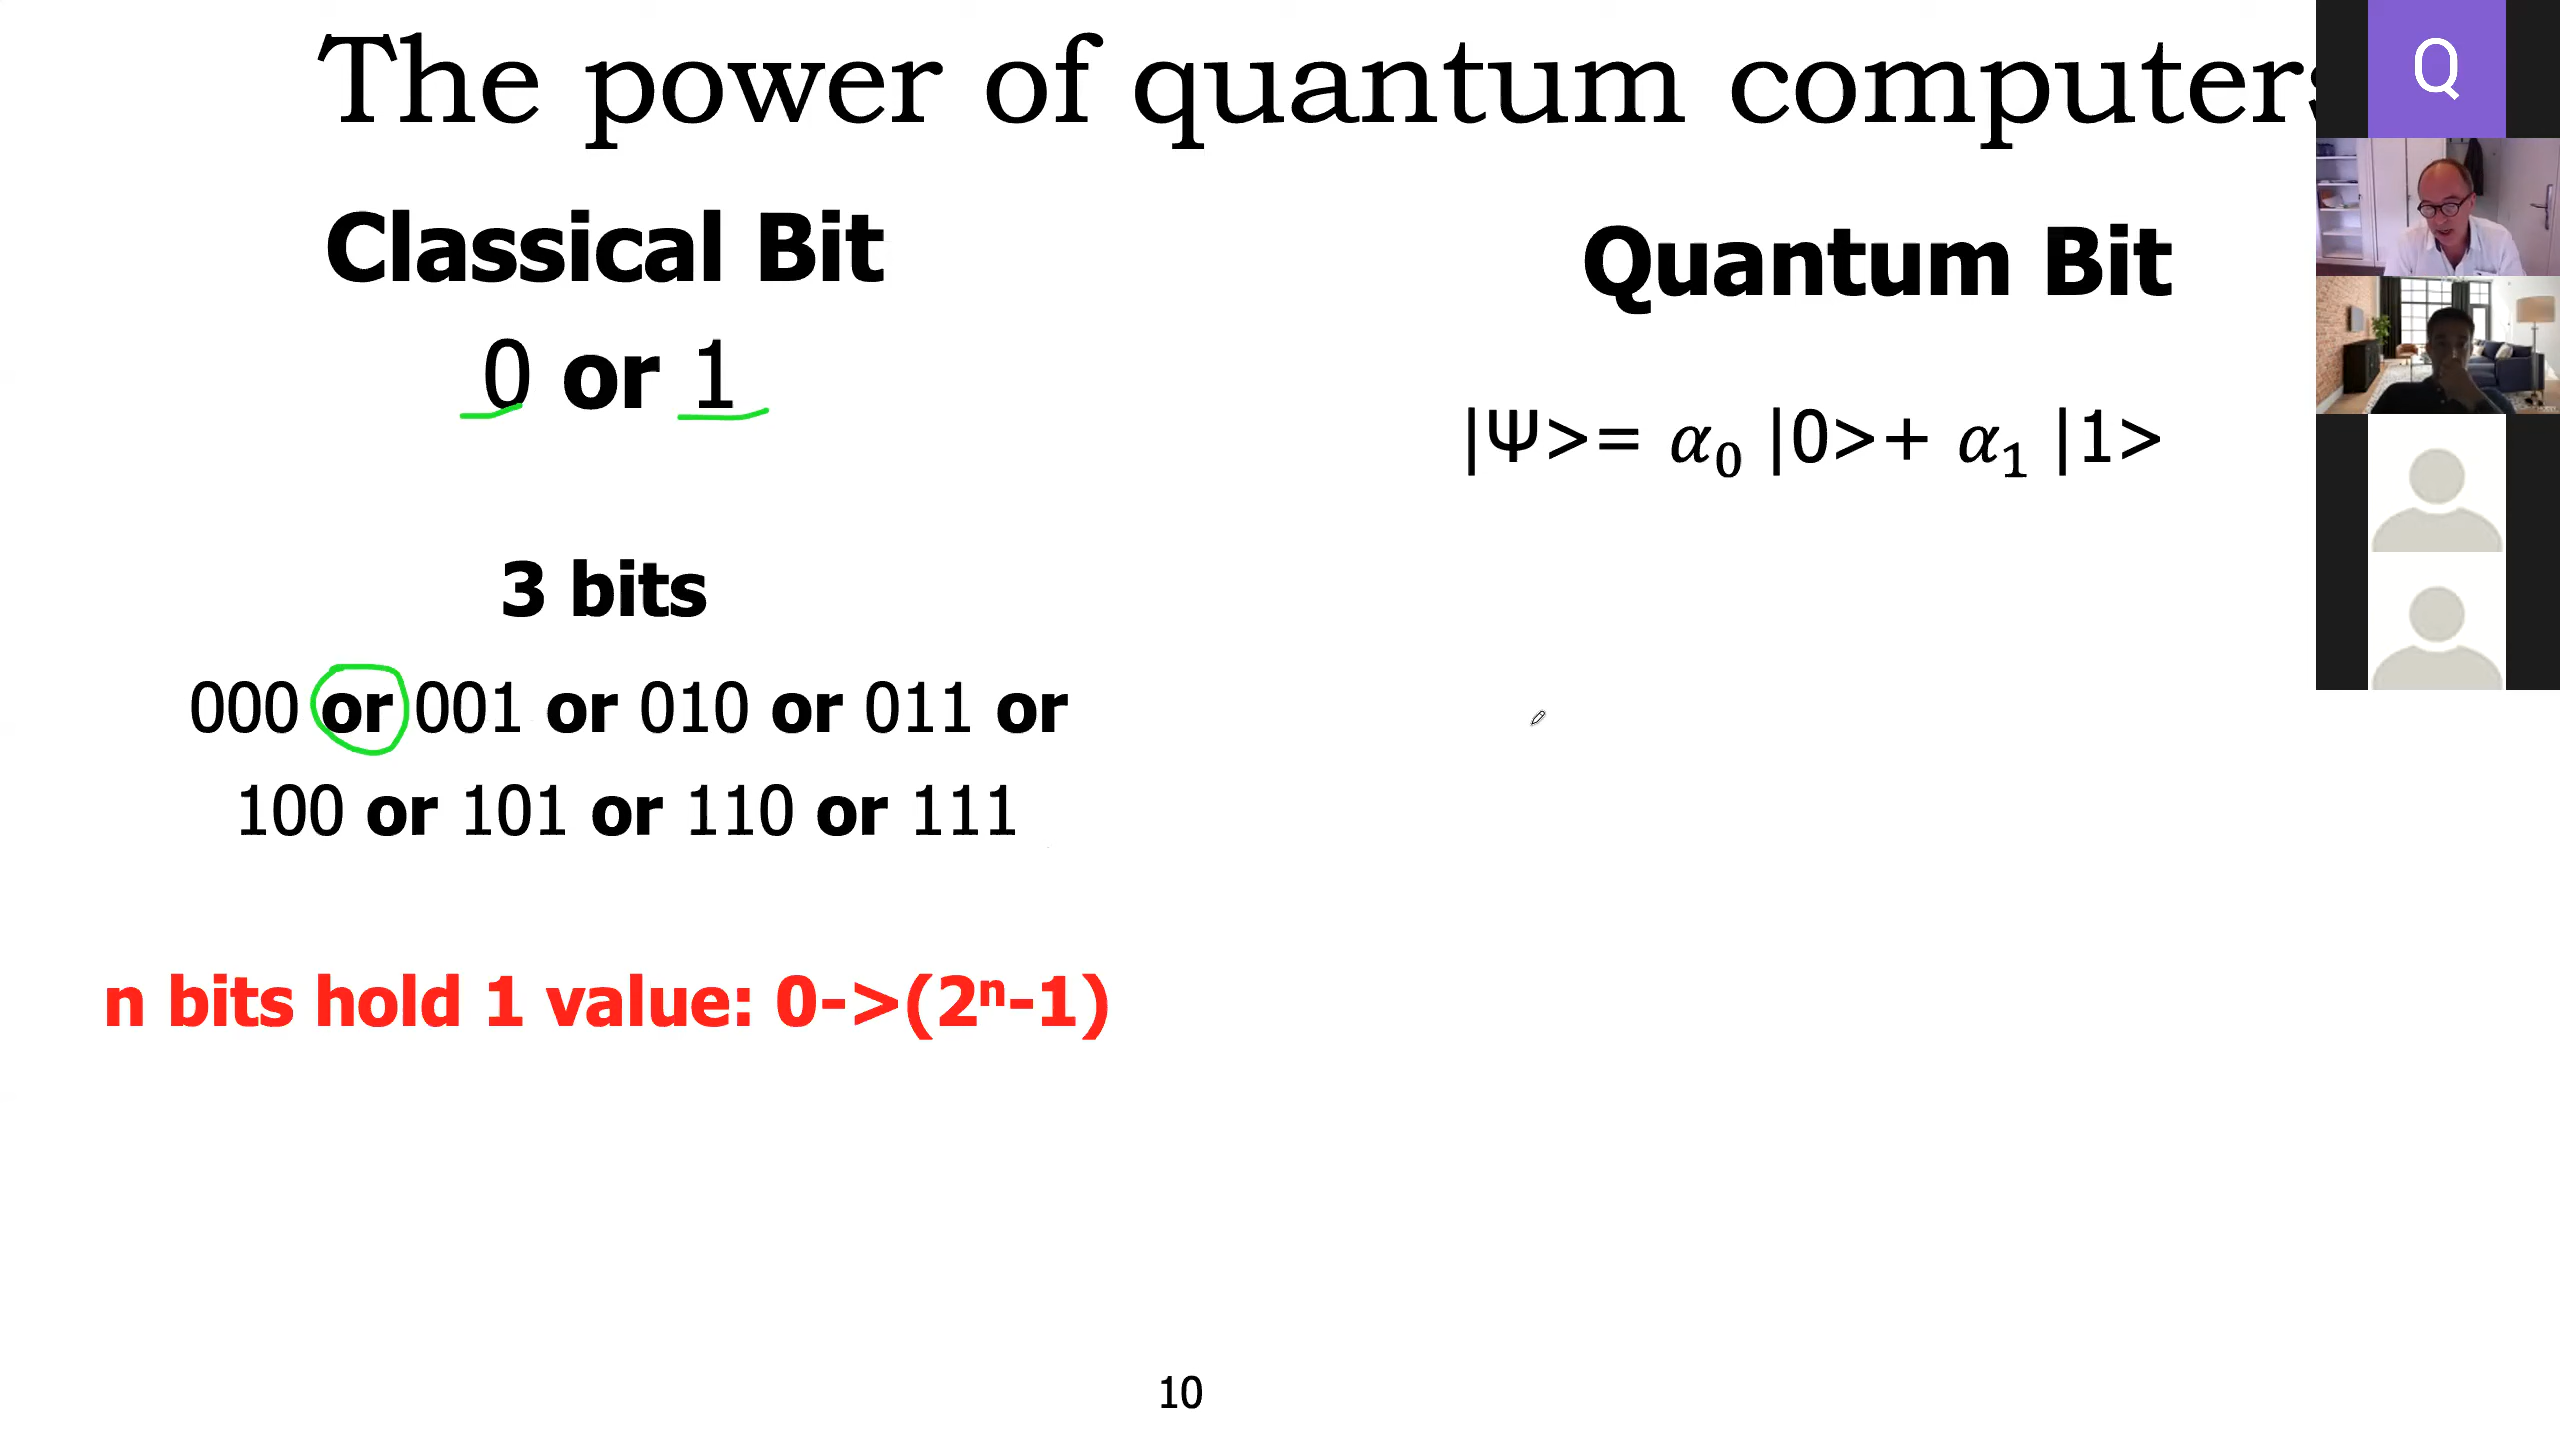 The power of quantum computers
Q
Classical Bit
Quantum Bit
0 or 1
|Ψ>= α₀ |0>+ α₁ |1>
3 bits
000 or 001 or 010 or 011 or
100 or 101 or 110 or 111
n bits hold 1 value: 0->(2ⁿ-1)
10